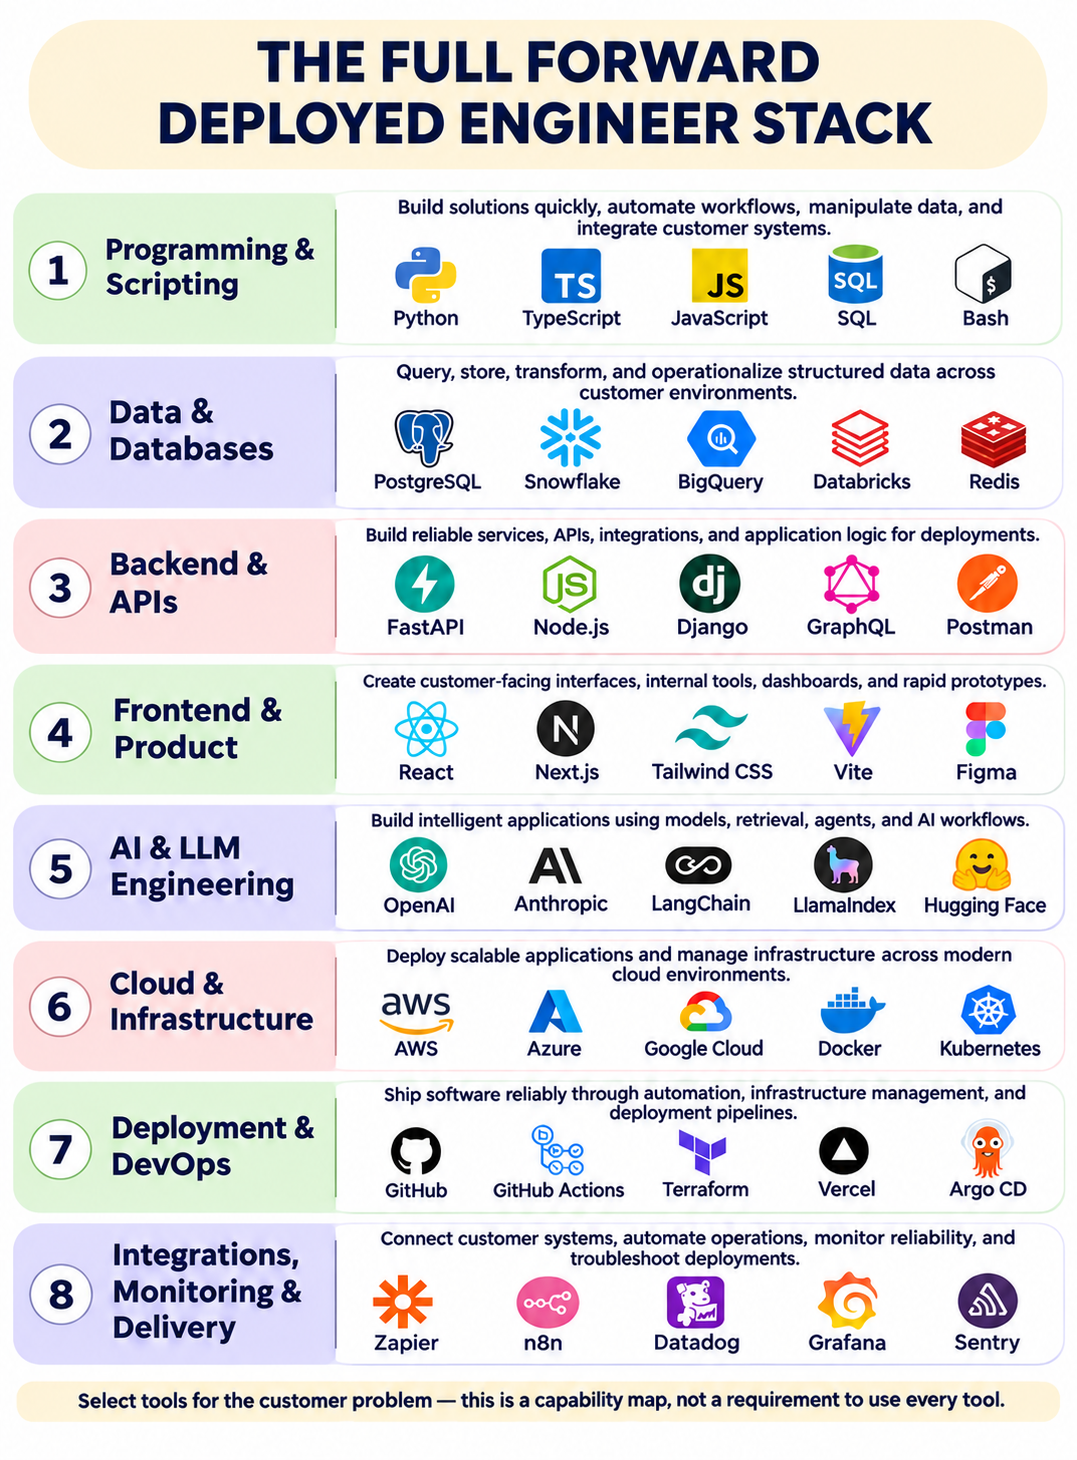 THE FULL FORWARD
DEPLOYED ENGINEER STACK
1
Programming &
Scripting
Build solutions quickly, automate workflows, manipulate data, and
integrate customer systems.
TS
JS
SQL
$
Python
TypeScript
JavaScript
SQL
Bash
2
Data &
Databases
Query, store, transform, and operationalize structured data across
customer environments.
PostgreSQL
Snowflake
BigQuery
Databricks
Redis
3
Backend &
APIs
Build reliable services, APIs, integrations, and application logic for deployments.
JS
dj
FastAPI
Node.js
Django
GraphQL
Postman
4
Frontend &
Product
Create customer-facing interfaces, internal tools, dashboards, and rapid prototypes.
N
React
Next.js
Tailwind CSS
Vite
Figma
5
AI & LLM
Engineering
Build intelligent applications using models, retrieval, agents, and AI workflows.
AI
OpenAI
Anthropic
LangChain
LlamaIndex
Hugging Face
6
Cloud &
Infrastructure
Deploy scalable applications and manage infrastructure across modern
cloud environments.
aws
AWS
Azure
Google Cloud
Docker
Kubernetes
7
Deployment &
DevOps
Ship software reliably through automation, infrastructure management, and
deployment pipelines.
GitHub
GitHub Actions
Terraform
Vercel
Argo CD
8
Integrations,
Monitoring &
Delivery
Connect customer systems, automate operations, monitor reliability, and
troubleshoot deployments.
Zapier
n8n
Datadog
Grafana
Sentry
Select tools for the customer problem — this is a capability map, not a requirement to use every tool.